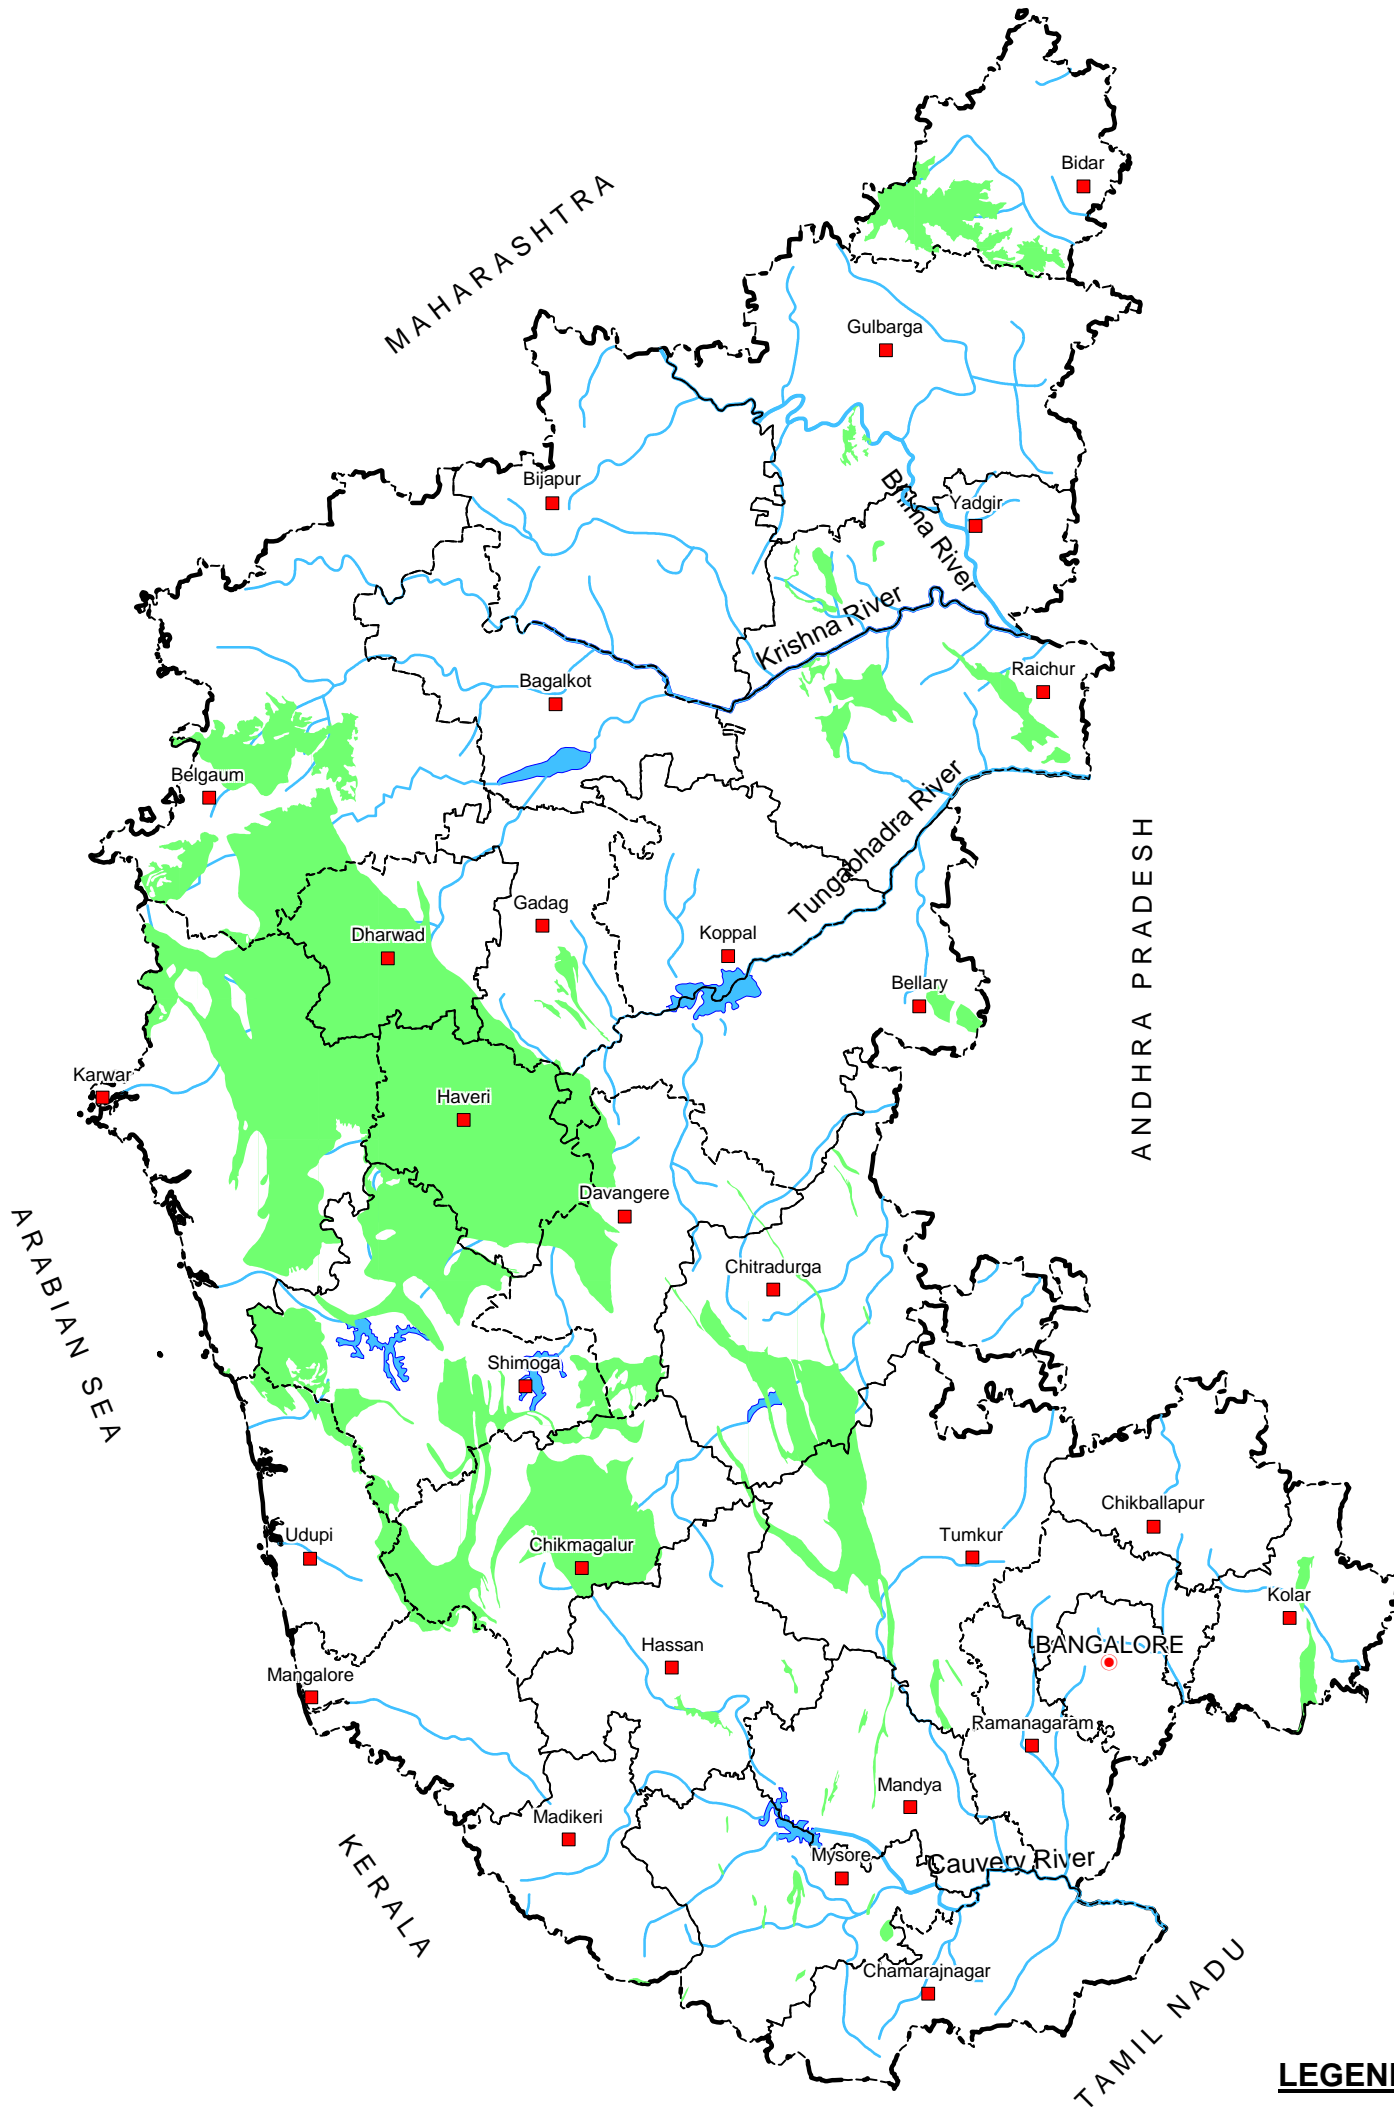 Bidar
MAHARASHTRA
Gulbarga
Bijapur
Yadgir
Bhima River
Krishna River
Raichur
Bagalkot
Belgaum
Tungabhadra River
ANDHRA PRADESH
Gadag
Dharwad
Koppal
Bellary
Karwar
Haveri
Davangere
ARABIAN SEA
Chitradurga
Shimoga
Chikballapur
Udupi
Chikmagalur
Tumkur
Kolar
Hassan
BANGALORE
Mangalore
Ramanagaram
Mandya
Madikeri
Mysore
Cauvery River
KERALA
Chamarajnagar
TAMIL NADU
LEGEN